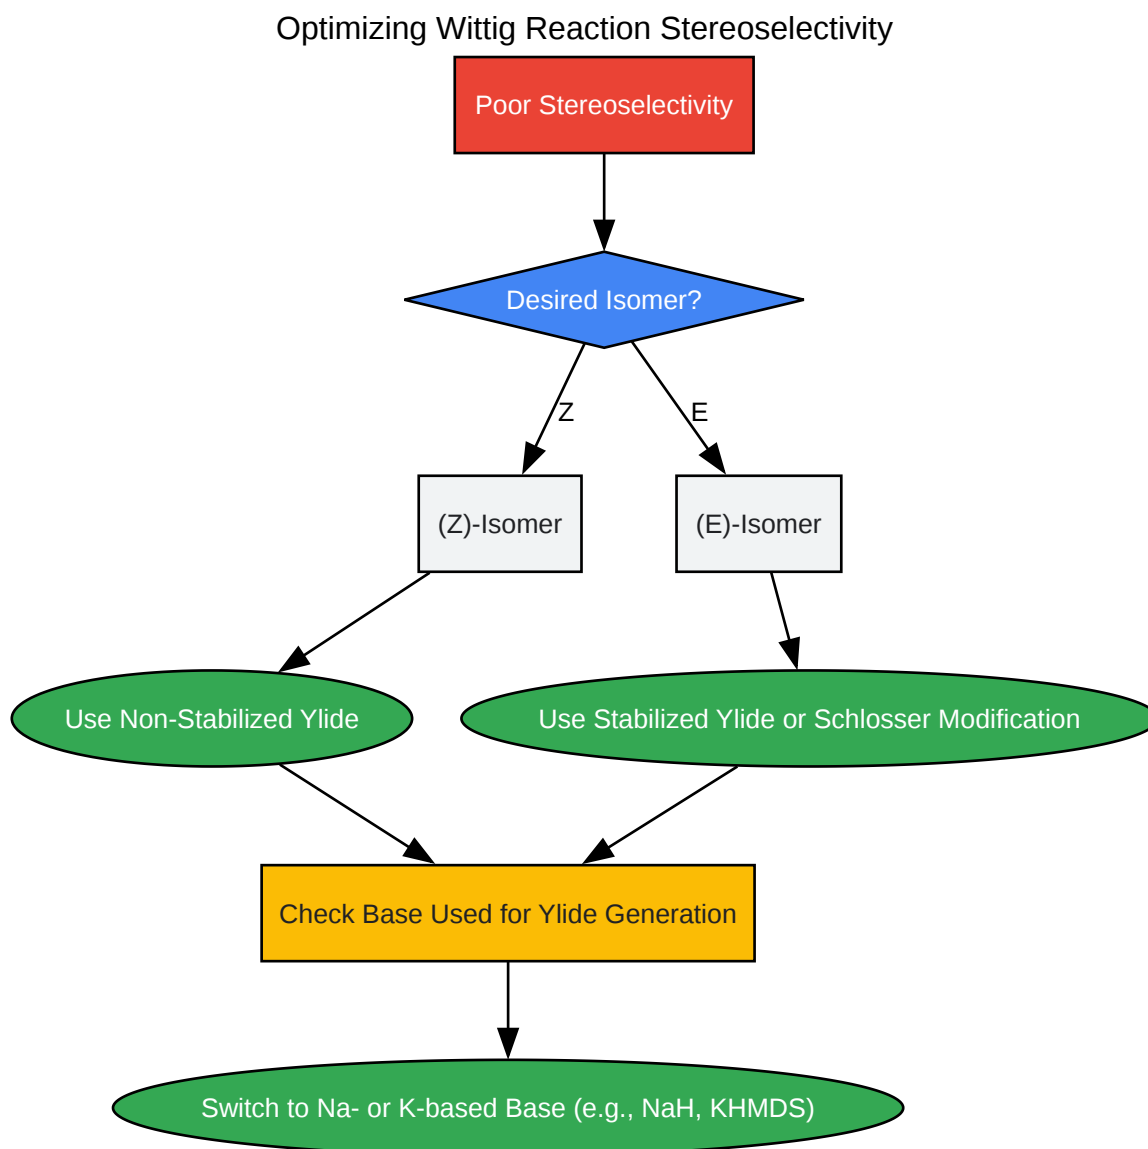 Optimizing Wittig Reaction Stereoselectivity
Poor Stereoselectivity
Desired Isomer?
Z
E
(Z)-Isomer
(E)-Isomer
Use Non-Stabilized Ylide
Use Stabilized Ylide or Schlosser Modification
Check Base Used for Ylide Generation
Switch to Na- or K-based Base (e.g., NaH, KHMDS)